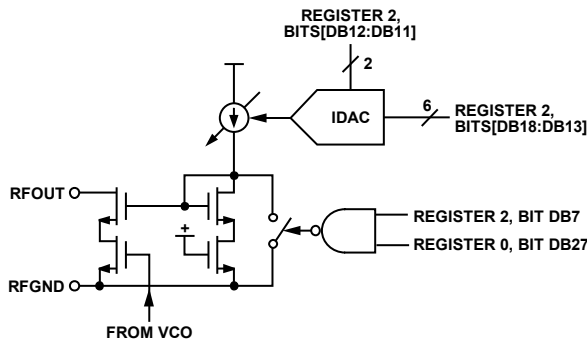 REGISTER 2,
BITS[DB12:DB11]
2
IDAC
6
REGISTER 2,
BITS[DB18:DB13]
RFOUT
+
REGISTER 2, BIT DB7
REGISTER 0, BIT DB27
RFGND
FROM VCO